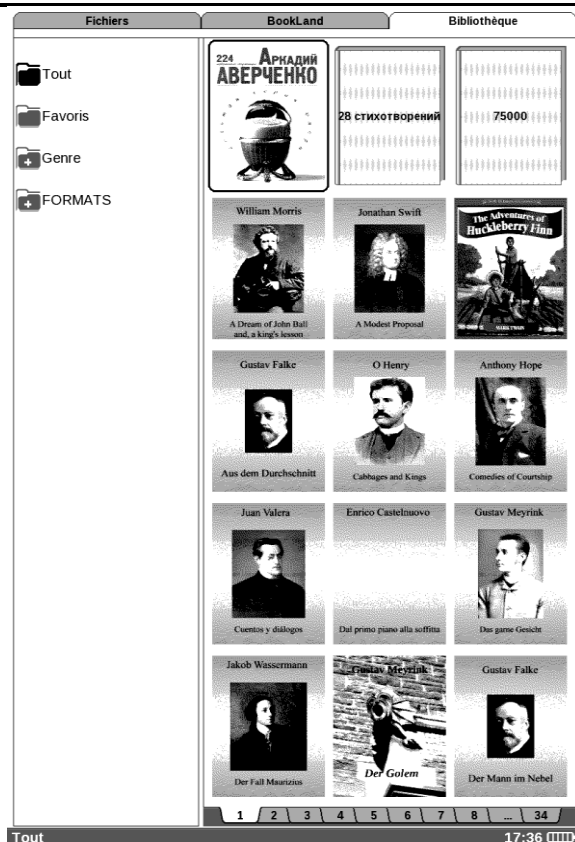 Fichiers
BookLand
Bibliothèque
Tout
Favoris
Genre
FORMATS
224
Аркадий
АВЕРЧЕНКО
28 стихотворений
75000
William Morris
A Dream of John Ball
and, a king's lesson
Jonathan Swift
A Modest Proposal
The Adventures of
Huckleberry Finn
MARK TWAIN
Gustav Falke
Aus dem Durchschnitt
O Henry
Cabbages and Kings
Anthony Hope
Comedies of Courtship
Juan Valera
Cuentos y diálogos
Enrico Castelnuovo
Dal primo piano alla soffitta
Gustav Meyrink
Das ganze Gesicht
Jakob Wassermann
Der Fall Maurizius
Gustav Meyrink
Der Golem
Gustav Falke
Der Mann im Nebel
1 2 3 4 5 6 7 8 ... 34
Tout
17:36